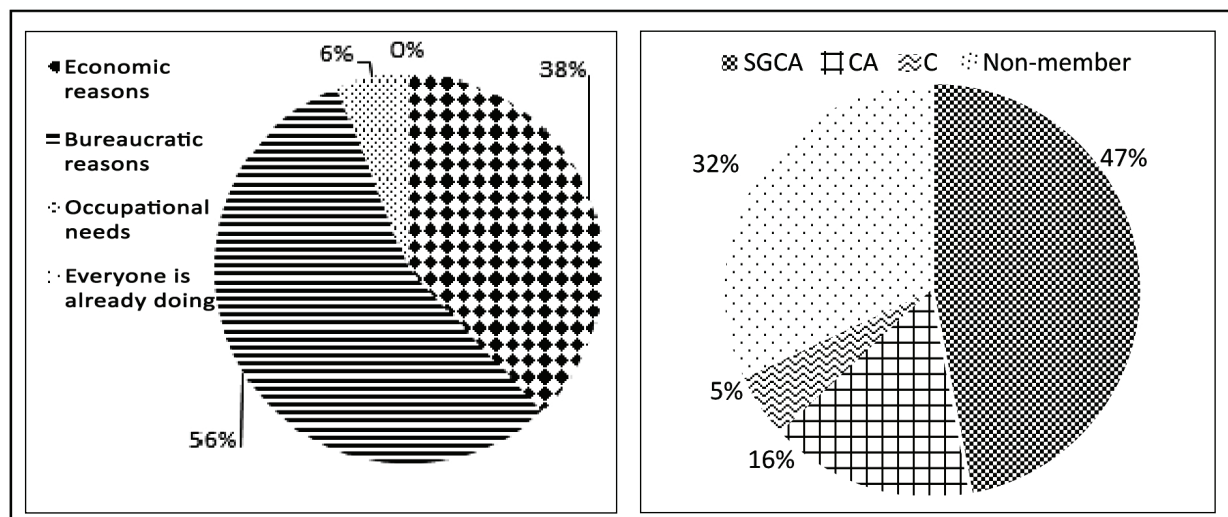 Economic
reasons
Bureaucratic
reasons
Occupational
needs
Everyone is
already doing
6%
0%
38%
56%
SGCA CA C Non-member
47%
32%
5%
16%